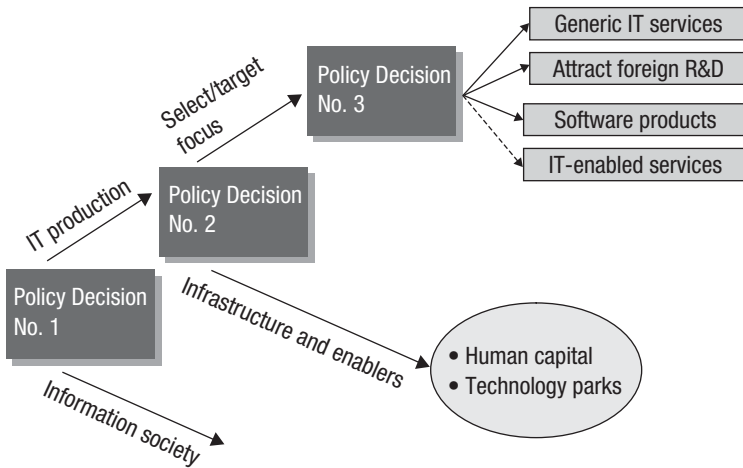 Generic IT services
Attract foreign R&D
Software products
IT-enabled services
Policy Decision
No. 3
Select/target
focus
Policy Decision
No. 2
IT production
Policy Decision
No. 1
Infrastructure and enablers
• Human capital
• Technology parks
Information society